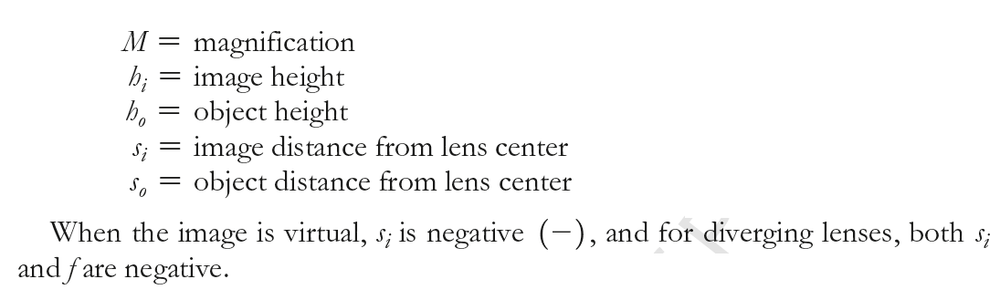 M = magnification
hᵢ = image height
hₒ = object height
sᵢ = image distance from lens center
sₒ = object distance from lens center
When the image is virtual, sᵢ is negative (−), and for diverging lenses, both sᵢ
and f are negative.